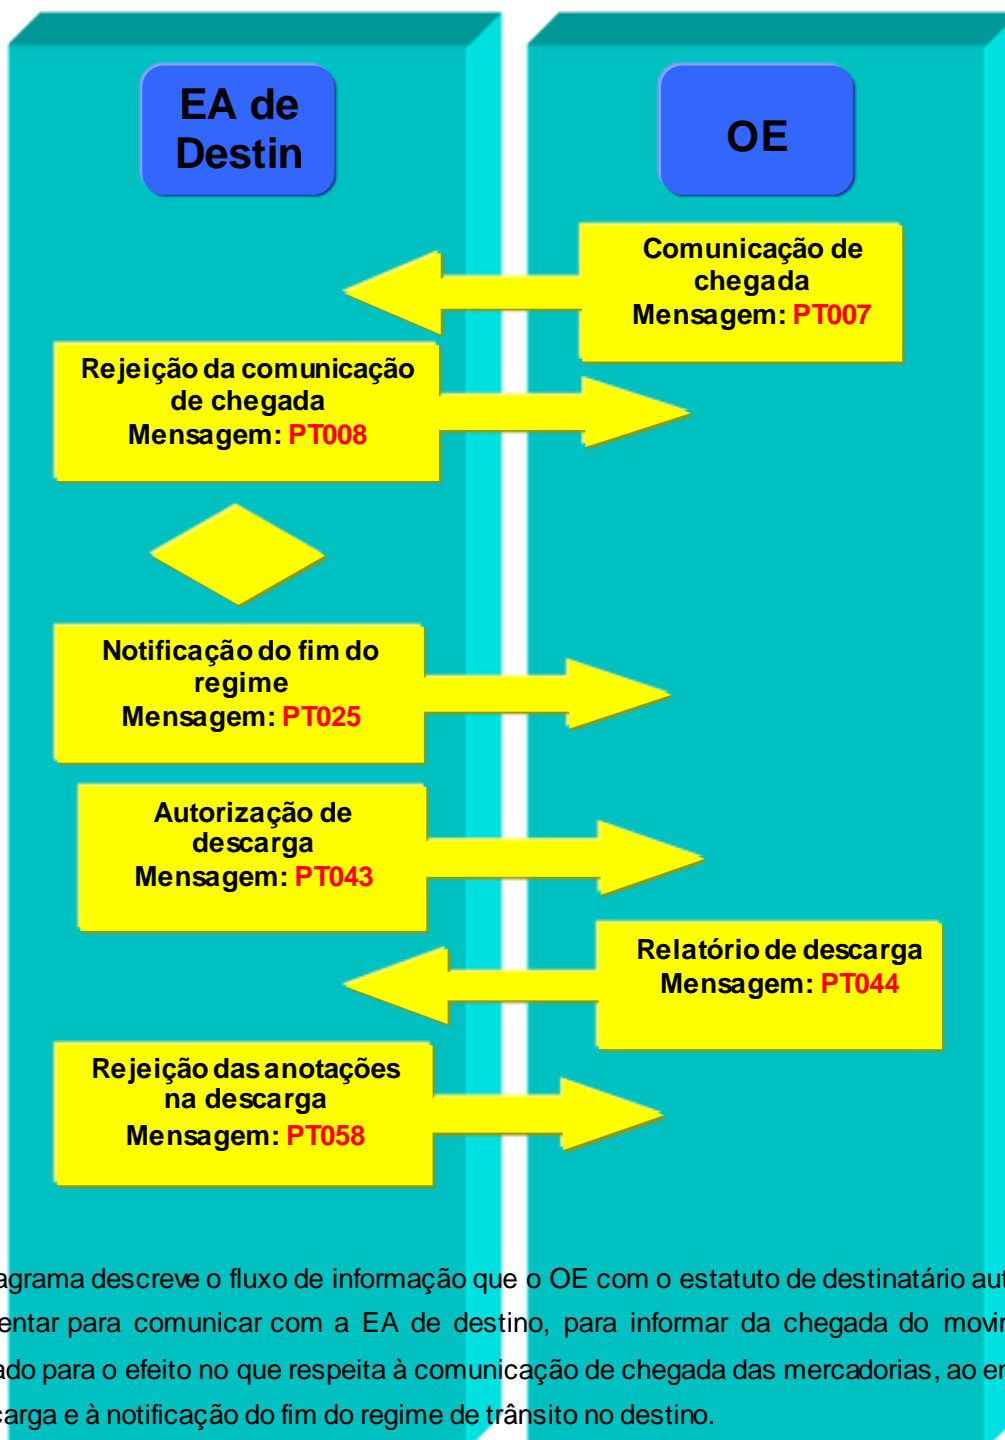 EA de
Destin
OE
Comunicação de
chegada
Mensagem: PT007
Rejeição da comunicação
de chegada
Mensagem: PT008
Notificação do fim do
regime
Mensagem: PT025
Autorização de
descarga
Mensagem: PT043
Relatório de descarga
Mensagem: PT044
Rejeição das anotações
na descarga
Mensagem: PT058
agrama descreve o fluxo de informação que o OE com o estatuto de destinatário aut
entar para comunicar com a EA de destino, para informar da chegada do movin
ado para o efeito no que respeita à comunicação de chegada das mercadorias, ao en
carga e à notificação do fim do regime de trânsito no destino.